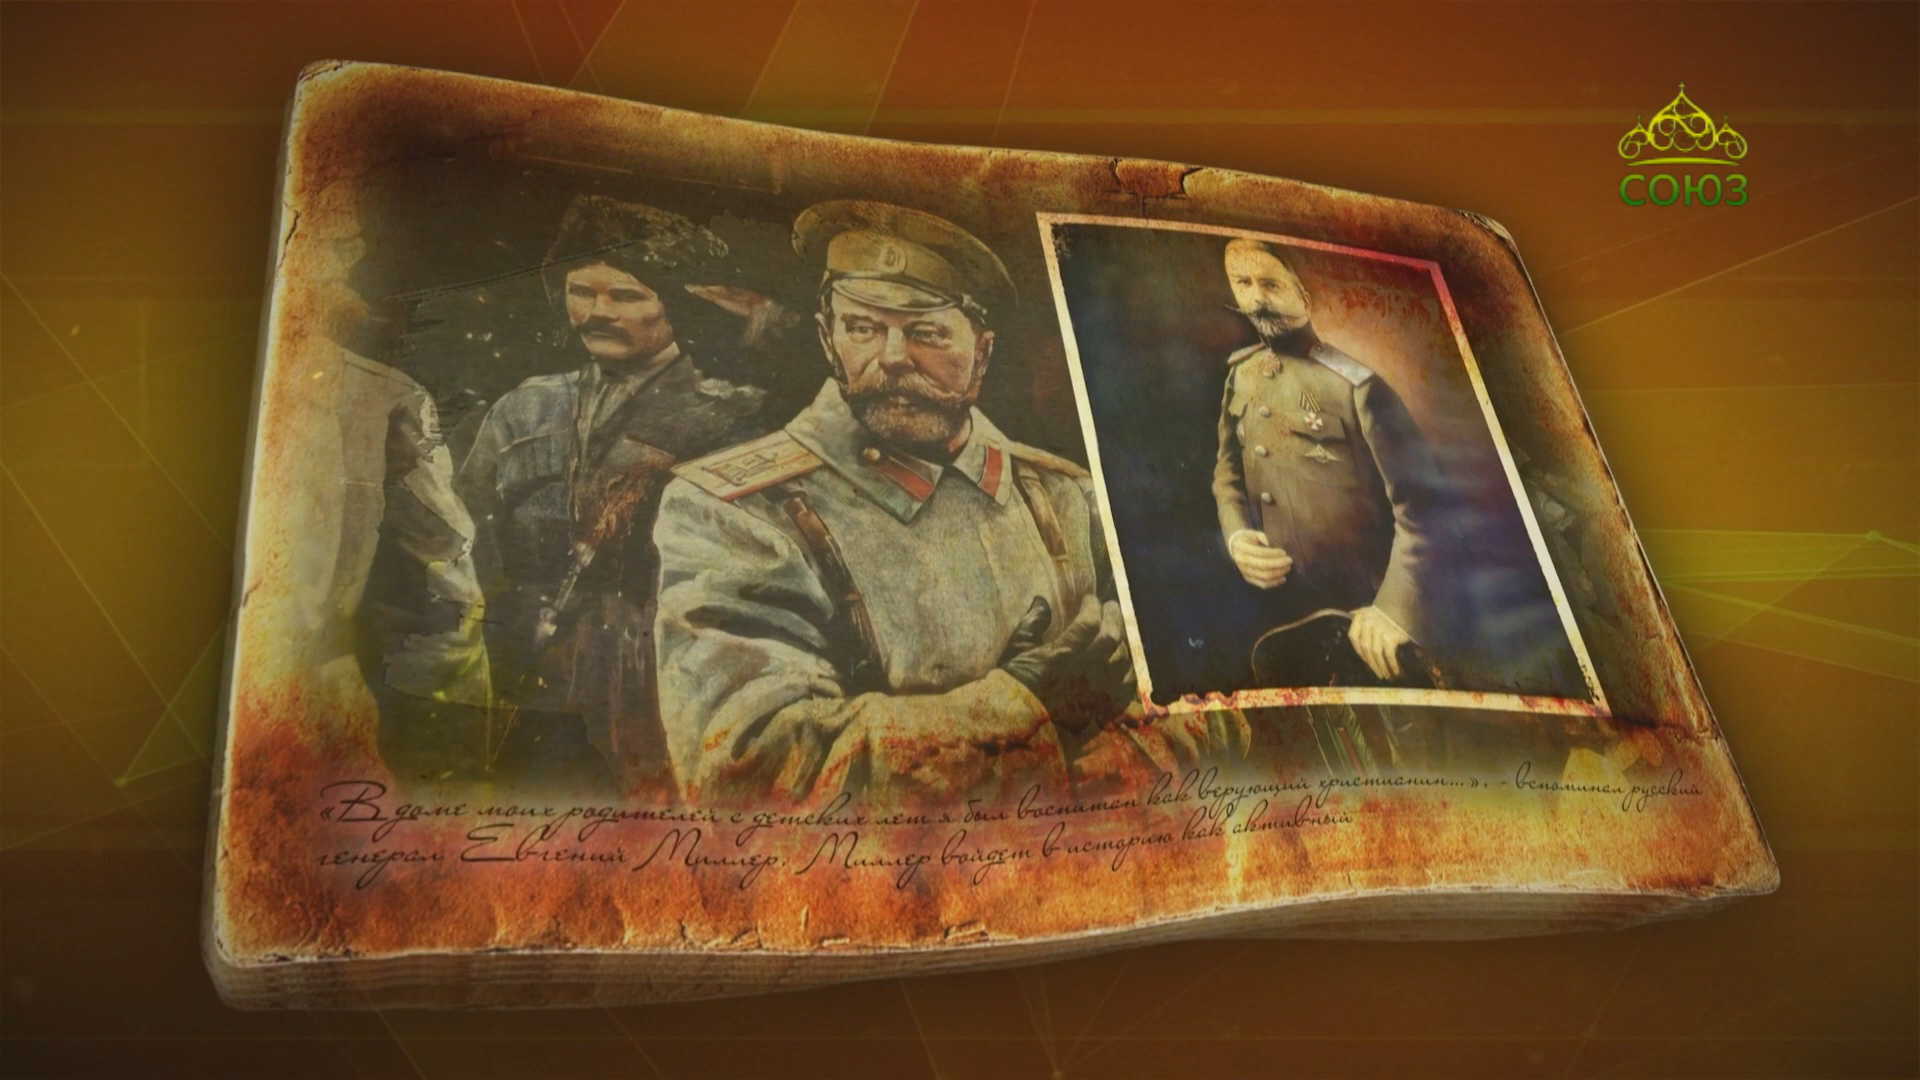 СОЮЗ
«В доме моих родителей с детских лет я был воспитан как верующий христианин...». - вспоминал русский
генерал Евгений Миллер. Миллер войдет в историю как активный